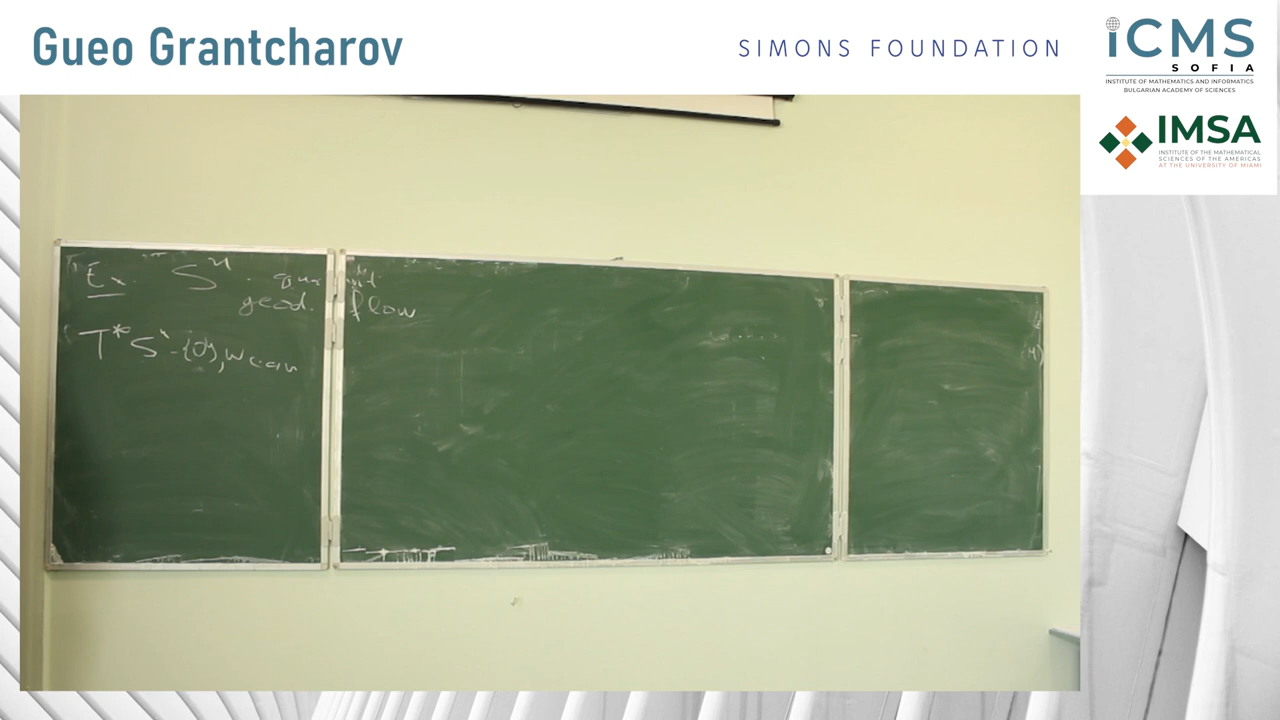 Gueo Grantcharov
SIMONS FOUNDATION
iCMS
SOFIA
INSTITUTE OF MATHEMATICS AND INFORMATICS
BULGARIAN ACADEMY OF SCIENCES
IMSA
INSTITUTE OF THE MATHEMATICAL
SCIENCES OF THE AMERICAS
AT THE UNIVERSITY OF MIAMI
Ex. Sⁿ
geod. flow
T*Sⁿ-{0}, ω can